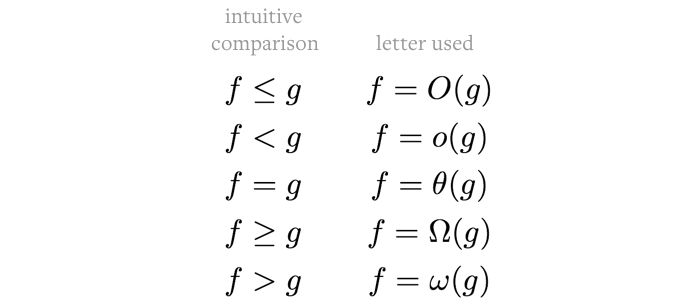 intuitive
comparison letter used
f ≤ g f = O(g)
f < g f = o(g)
f = g f = θ(g)
f ≥ g f = Ω(g)
f > g f = ω(g)